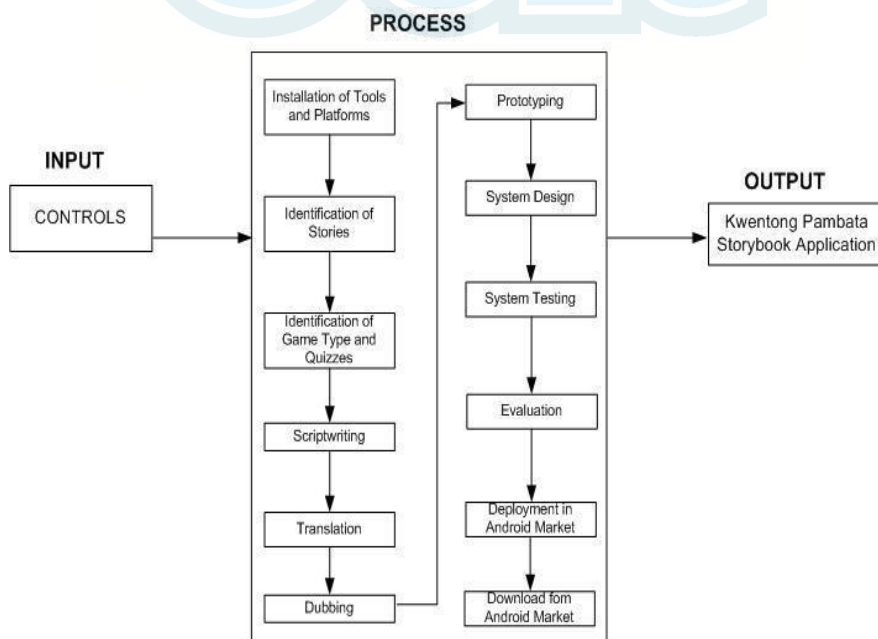 PROCESS
INPUT
CONTROLS
Installation of Tools
and Platforms
Identification of
Stories
Identification of
Game Type and
Quizzes
Scriptwriting
Translation
Dubbing
Prototyping
System Design
System Testing
Evaluation
Deployment in
Android Market
Download fom
Android Market
OUTPUT
Kwentong Pambata
Storybook Application